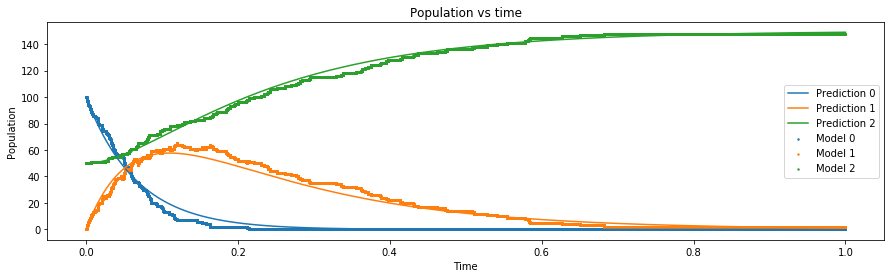 Population vs time
Population
140
120
100
80
60
40
20
0
Prediction 0
Prediction 1
Prediction 2
Model 0
Model 1
Model 2
0.0 0.2 0.4 0.6 0.8 1.0
Time